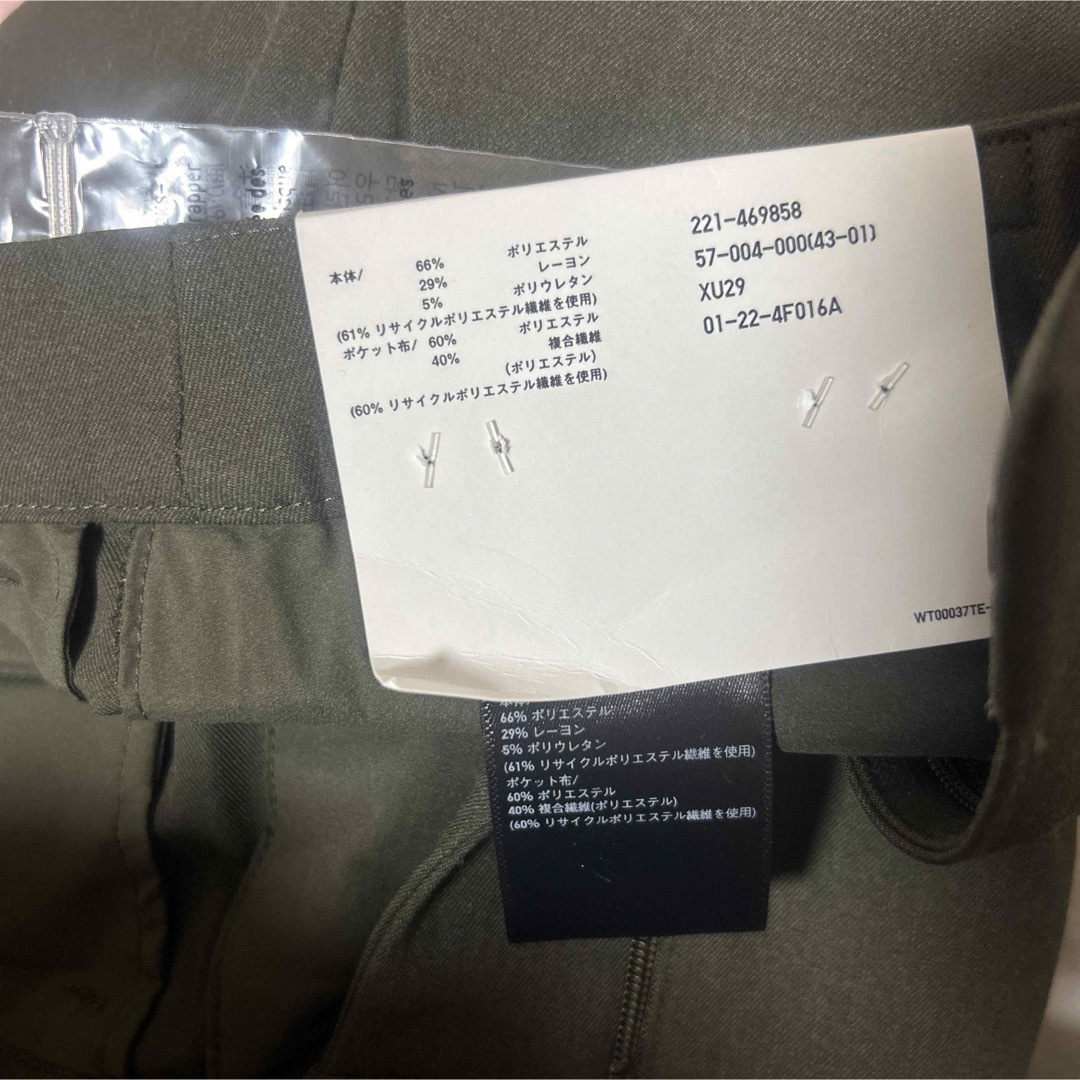 本体/ 66% ポリエステル
29% レーヨン
5% ポリウレタン
(61% リサイクルポリエステル繊維を使用)
ポケット布/ 60% ポリエステル
40% 複合繊維
(ポリエステル)
(60% リサイクルポリエステル繊維を使用)
221-469858
57-004-000(43-01)
XU29
01-22-4F016A
WT00037TE-
本体/
66% ポリエステル
29% レーヨン
5% ポリウレタン
(61% リサイクルポリエステル繊維を使用)
ポケット布/
60% ポリエステル
40% 複合繊維(ポリエステル)
(60% リサイクルポリエステル繊維を使用)